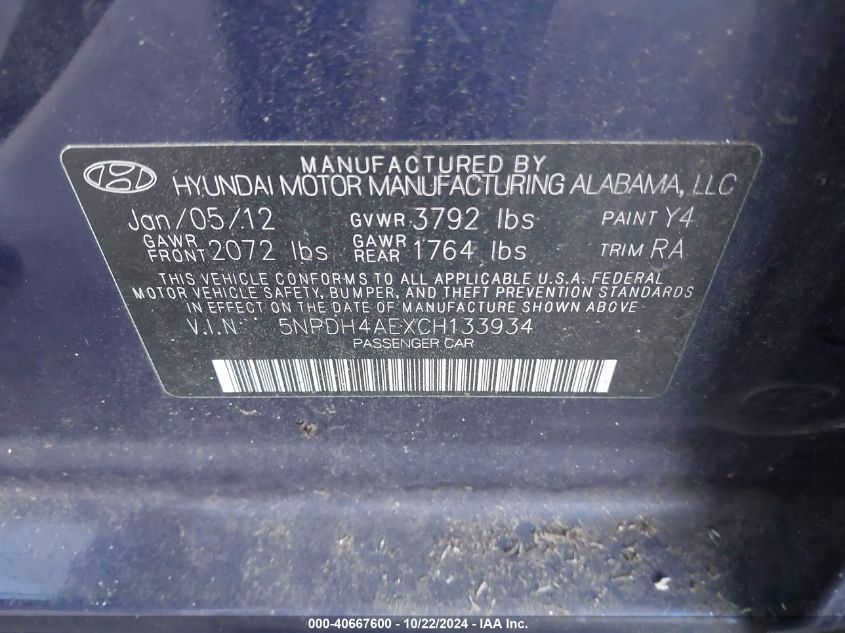 MANUFACTURED BY
HYUNDAI MOTOR MANUFACTURING ALABAMA, LLC
Jan/05/12 GVWR 3792 lbs PAINT Y4
GAWR FRONT 2072 lbs GAWR REAR 1764 lbs TRIM RA
THIS VEHICLE CONFORMS TO ALL APPLICABLE U.S.A. FEDERAL
MOTOR VEHICLE SAFETY, BUMPER, AND THEFT PREVENTION STANDARDS
IN EFFECT ON THE DATE OF MANUFACTURE SHOWN ABOVE.
V.I.N: 5NPDH4AEXCH133934
PASSENGER CAR
000-40667600 - 10/22/2024 - IAA Inc.